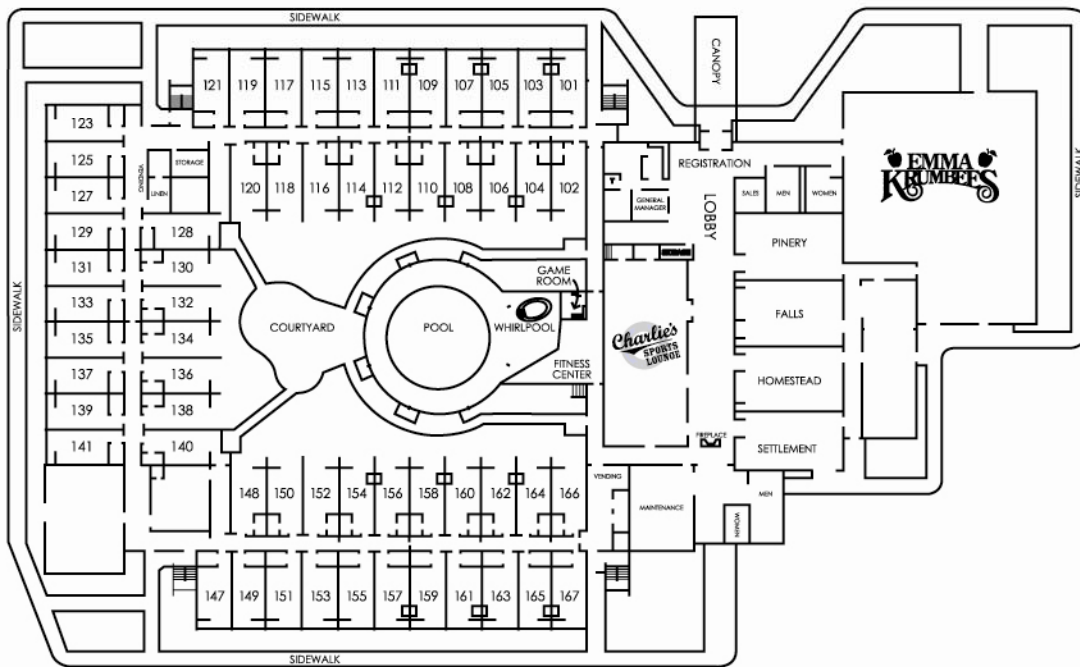 SIDEWALK
CANOPY
121 119 117 115 113 111 109 107 105 103 101
123
125
127
129
131
133
135
137
139
141
VENDING
STORAGE
LINEN
120 118 116 114 112 110 108 106 104 102
128
130
132
134
136
138
140
REGISTRATION
LOBBY
GENERAL
MANAGER
SALES
MEN
WOMEN
EMMA
KRUMBEES
SIDEWALK
SIDEWALK
PINERY
FALLS
HOMESTEAD
SETTLEMENT
STORAGE
GAME
ROOM
COURTYARD
POOL
WHIRLPOOL
FITNESS
CENTER
Charlie's
SPORTS
LOUNGE
FIREPLACE
148 150 152 154 156 158 160 162 164 166
VENDING
MAINTENANCE
MEN
WOMEN
147 149 151 153 155 157 159 161 163 165 167
SIDEWALK